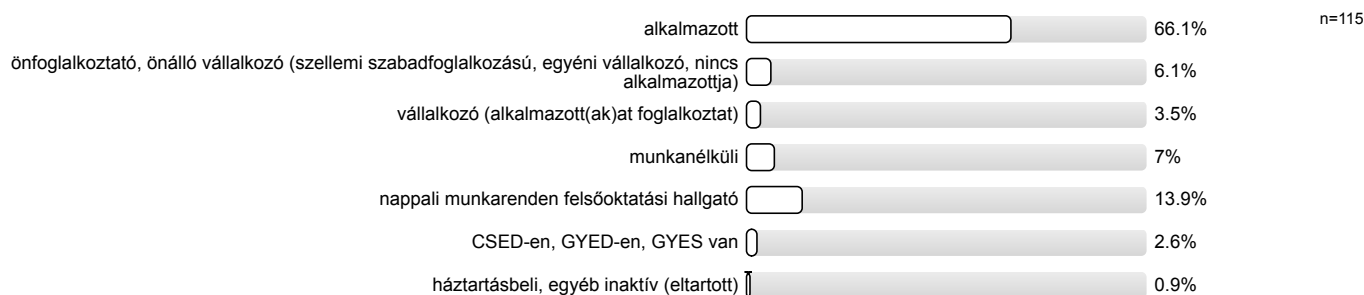 alkalmazott 66.1% n=115
önfoglalkoztató, önálló vállalkozó (szellemi szabadfoglalkozású, egyéni vállalkozó, nincs
alkalmazottja) 6.1%
vállalkozó (alkalmazott(ak)at foglalkoztat) 3.5%
munkanélküli 7%
nappali munkarenden felsőoktatási hallgató 13.9%
CSED-en, GYED-en, GYES van 2.6%
háztartásbeli, egyéb inaktív (eltartott) 0.9%